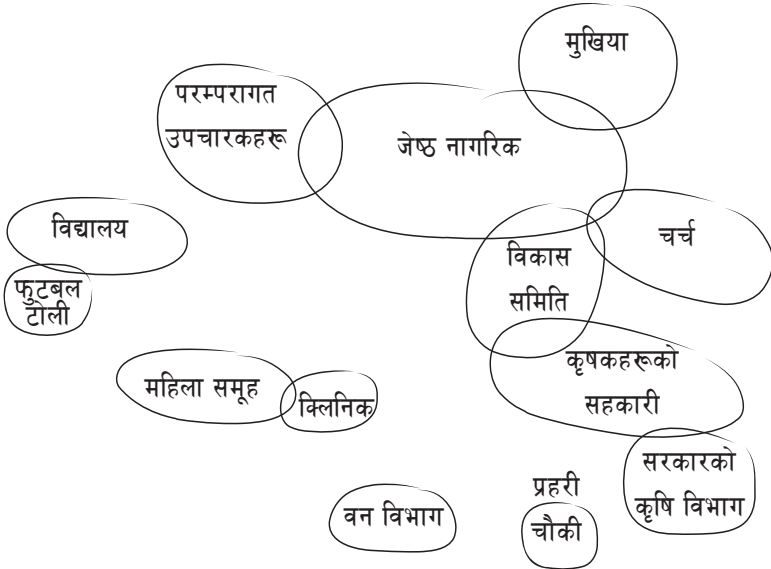 मुखिया
परम्परागत
उपचारकहरू
जेष्ठ नागरिक
विद्यालय
चर्च
विकास
समिति
फुटबल
टोली
कृषकहरूको
सहकारी
महिला समूह
क्लिनिक
सरकारको
कृषि विभाग
प्रहरी
चौकी
वन विभाग